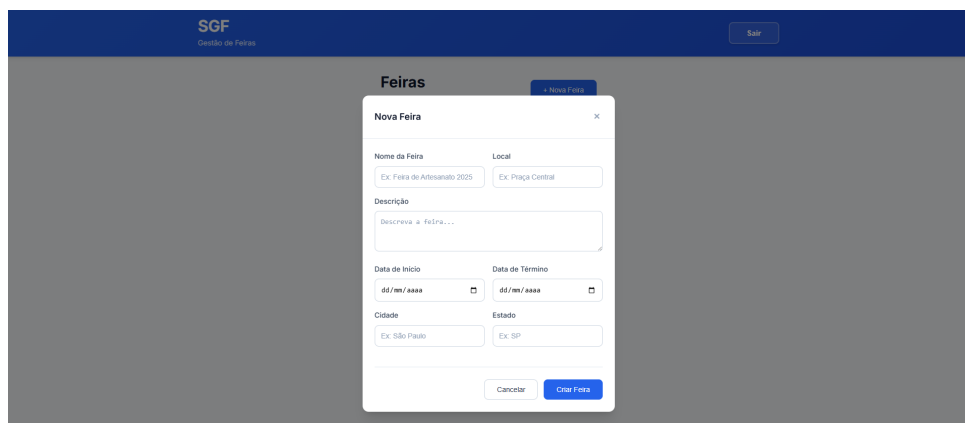 SGF
Gestão de Feiras
Sair
Feiras
+ Nova Feira
Nova Feira
×
Nome da Feira
Local
Ex: Feira de Artesanato 2025
Ex: Praça Central
Descrição
Descreva a feira...
Data de Início
Data de Término
dd/mm/aaaa
dd/mm/aaaa
Cidade
Estado
Ex: São Paulo
Ex: SP
Cancelar
Criar Feira